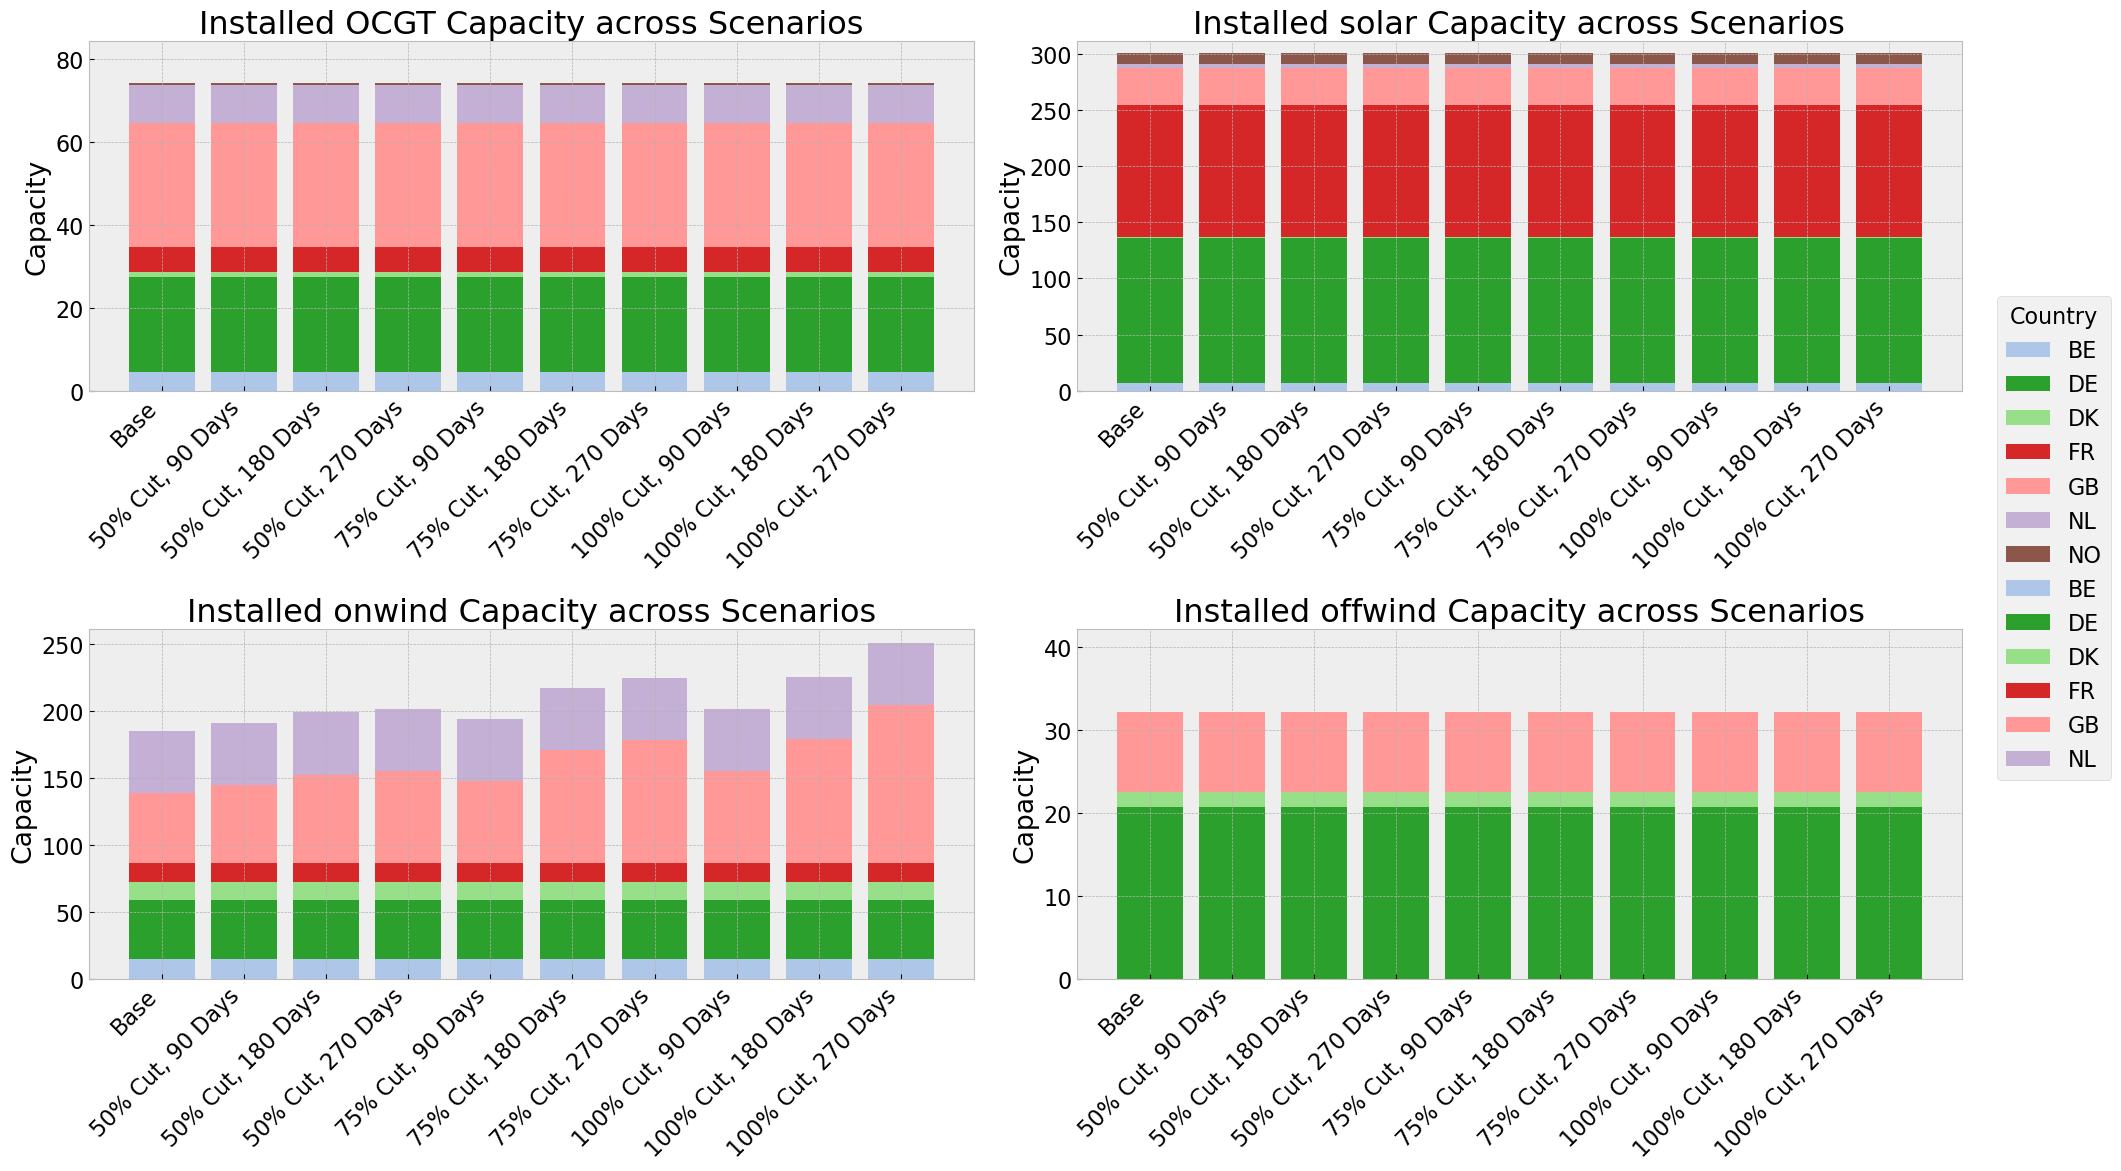 Installed OCGT Capacity across Scenarios
Capacity
80
60
40
20
0
Base
50% Cut, 90 Days
50% Cut, 180 Days
50% Cut, 270 Days
75% Cut, 90 Days
75% Cut, 180 Days
75% Cut, 270 Days
100% Cut, 90 Days
100% Cut, 180 Days
100% Cut, 270 Days
Installed solar Capacity across Scenarios
Capacity
300
250
200
150
100
50
0
Base
50% Cut, 90 Days
50% Cut, 180 Days
50% Cut, 270 Days
75% Cut, 90 Days
75% Cut, 180 Days
75% Cut, 270 Days
100% Cut, 90 Days
100% Cut, 180 Days
100% Cut, 270 Days
Installed onwind Capacity across Scenarios
Capacity
250
200
150
100
50
0
Base
50% Cut, 90 Days
50% Cut, 180 Days
50% Cut, 270 Days
75% Cut, 90 Days
75% Cut, 180 Days
75% Cut, 270 Days
100% Cut, 90 Days
100% Cut, 180 Days
100% Cut, 270 Days
Installed offwind Capacity across Scenarios
Capacity
40
30
20
10
0
Base
50% Cut, 90 Days
50% Cut, 180 Days
50% Cut, 270 Days
75% Cut, 90 Days
75% Cut, 180 Days
75% Cut, 270 Days
100% Cut, 90 Days
100% Cut, 180 Days
100% Cut, 270 Days
Country
BE
DE
DK
FR
GB
NL
NO
BE
DE
DK
FR
GB
NL